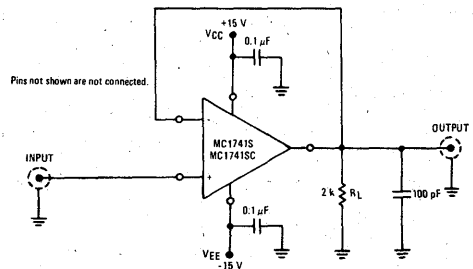 +15 V
VCC
0.1 µF
Pins not shown are not connected.
-
MC1741S
MC1741SC
OUTPUT
INPUT
+
2 k
RL
100 pF
0.1 µF
VEE
-15 V